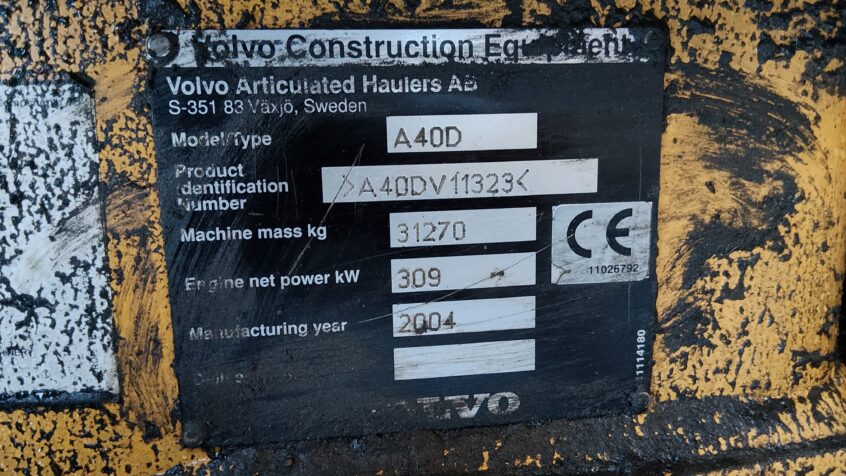 Volvo Construction Equipment
Volvo Articulated Haulers AB
S-351 83 Växjö, Sweden
Model/Type A40D
Product
Identification
Number >A40DV11323<
Machine mass kg 31270
Engine net power kW 309
Manufacturing year 2004
CE
11026792
11114180
VOLVO